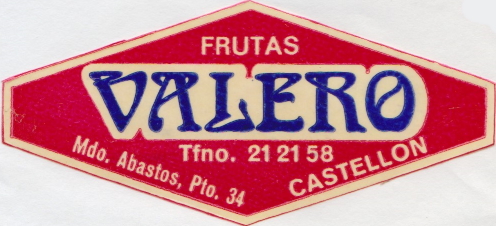 FRUTAS
VALERO
Tfno. 21 21 58
Mdo. Abastos, Pto. 34
CASTELLON